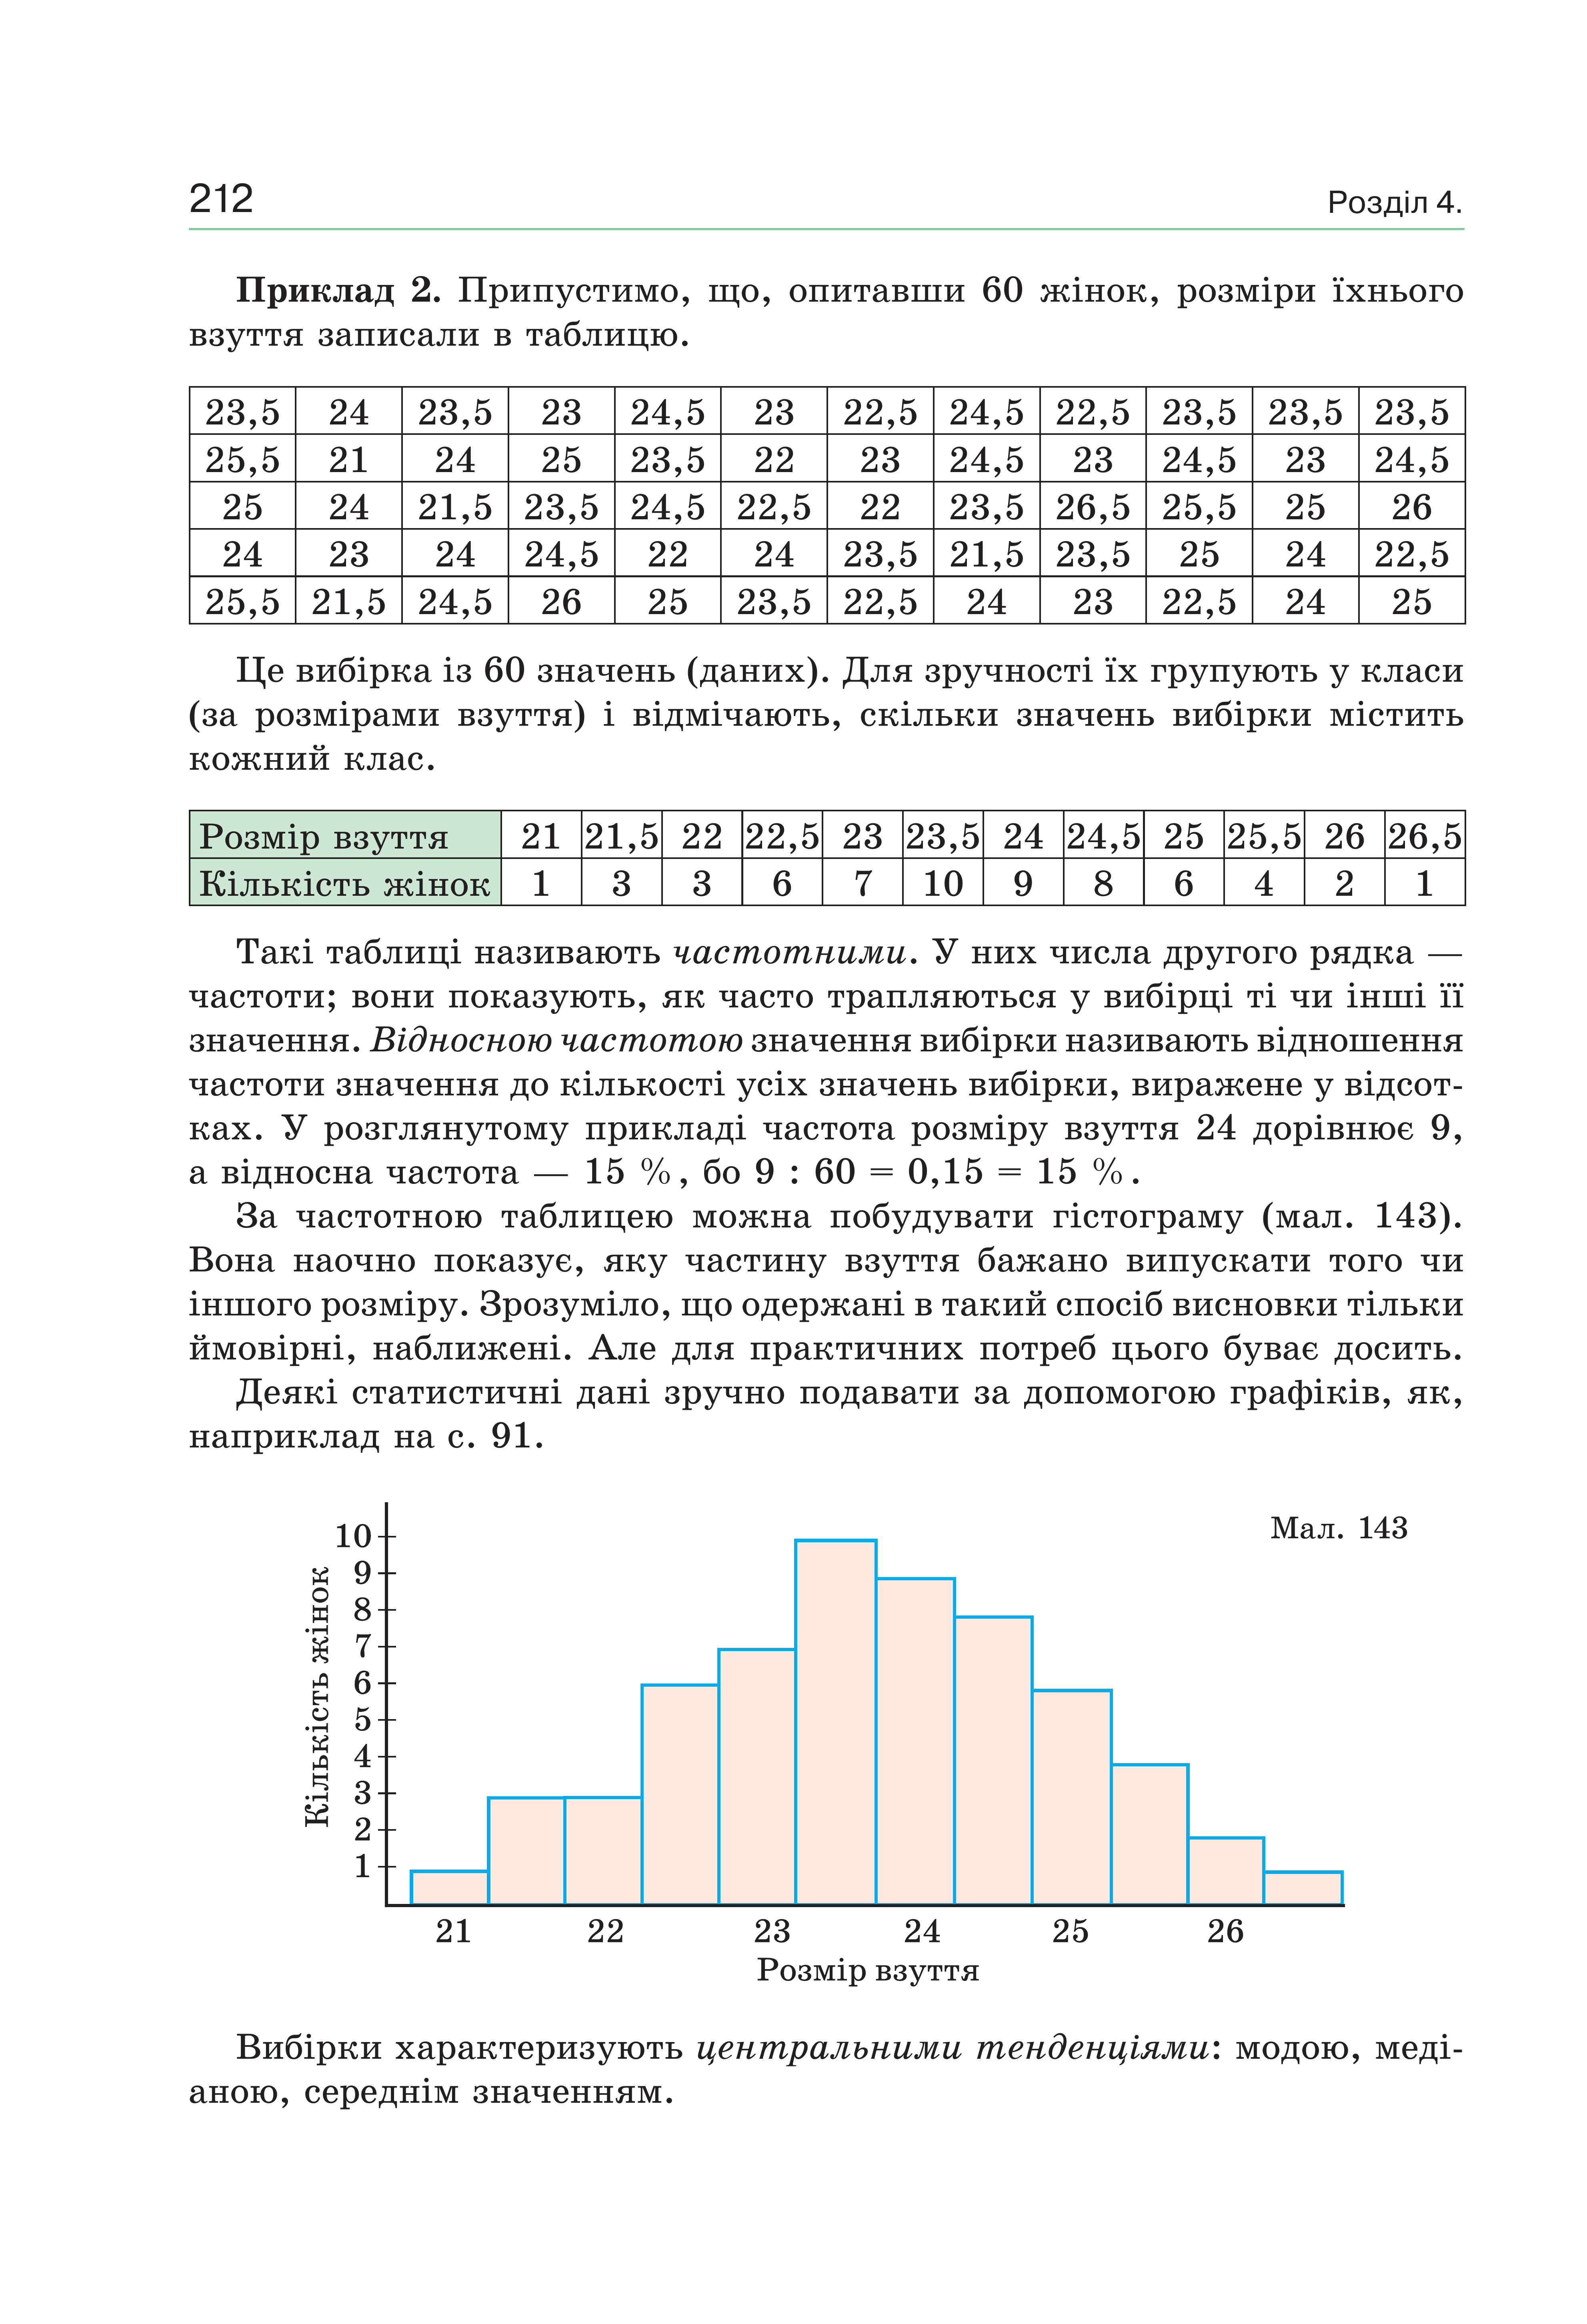 212
Розділ 4.
Приклад 2. Припустимо, що, опитавши 60 жінок, розміри їхнього
взуття записали в таблицю.
23,5 24 23,5 23 24,5 23 22,5 24,5 22,5 23,5 23,5 23,5
25,5 21 24 25 23,5 22 23 24,5 23 24,5 23 24,5
25 24 21,5 23,5 24,5 22,5 22 23,5 26,5 25,5 25 26
24 23 24 24,5 22 24 23,5 21,5 23,5 25 24 22,5
25,5 21,5 24,5 26 25 23,5 22,5 24 23 22,5 24 25
Це вибірка із 60 значень (даних). Для зручності їх групують у класи
(за розмірами взуття) і відмічають, скільки значень вибірки містить
кожний клас.
Розмір взуття 21 21,5 22 22,5 23 23,5 24 24,5 25 25,5 26 26,5
Кількість жінок 1 3 3 6 7 10 9 8 6 4 2 1
Такі таблиці називають частотними. У них числа другого рядка —
частоти; вони показують, як часто трапляються у вибірці ті чи інші її
значення. Відносною частотою значення вибірки називають відношення
частоти значення до кількості усіх значень вибірки, виражене у відсот-
ках. У розглянутому прикладі частота розміру взуття 24 дорівнює 9,
а відносна частота — 15 %, бо 9 : 60 = 0,15 = 15 %.
За частотною таблицею можна побудувати гістограму (мал. 143).
Вона наочно показує, яку частину взуття бажано випускати того чи
іншого розміру. Зрозуміло, що одержані в такий спосіб висновки тільки
ймовірні, наближені. Але для практичних потреб цього буває досить.
Деякі статистичні дані зручно подавати за допомогою графіків, як,
наприклад на с. 91.
Мал. 143
Кількість жінок
10
9
8
7
6
5
4
3
2
1
21 22 23 24 25 26
Розмір взуття
Вибірки характеризують центральними тенденціями: модою, меді-
аною, середнім значенням.